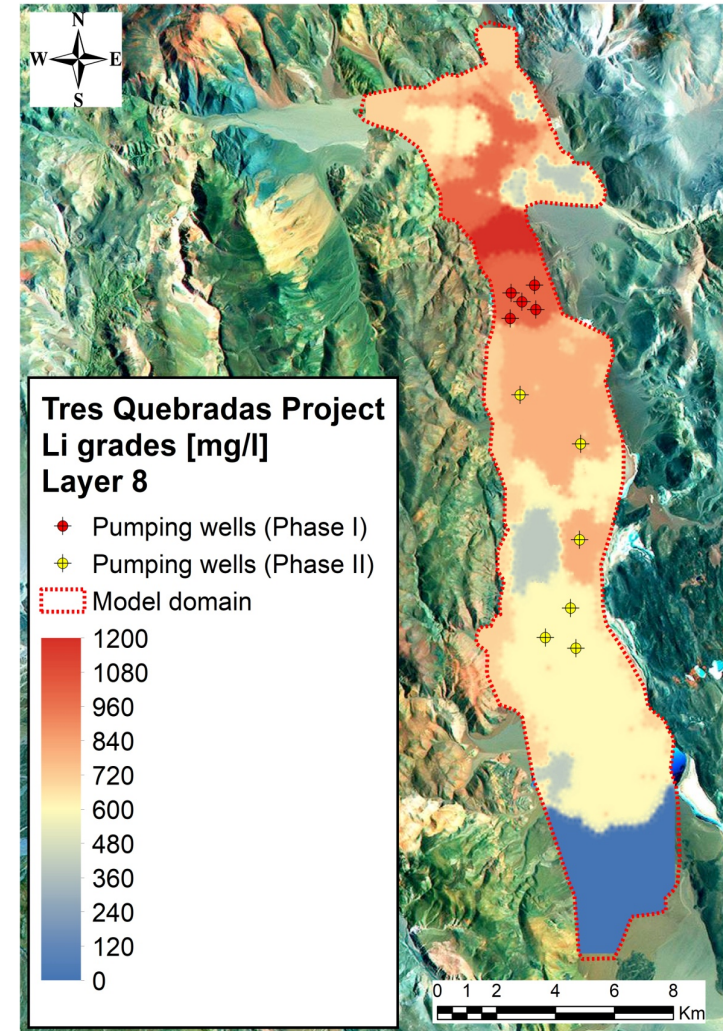 N
W E
S
Tres Quebradas Project
Li grades [mg/l]
Layer 8
Pumping wells (Phase I)
Pumping wells (Phase II)
Model domain
1200
1080
960
840
720
600
480
360
240
120
0
0 1 2 4 6 8
Km